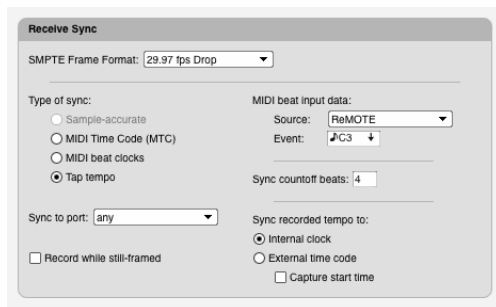 Receive Sync
SMPTE Frame Format: 29.97 fps Drop
Type of sync:
Sample-accurate
MIDI Time Code (MTC)
MIDI beat clocks
Tap tempo
Sync to port: any
Record while still-framed
MIDI beat input data:
Source: ReMOTE
Event: ♪C3
Sync countoff beats: 4
Sync recorded tempo to:
Internal clock
External time code
Capture start time